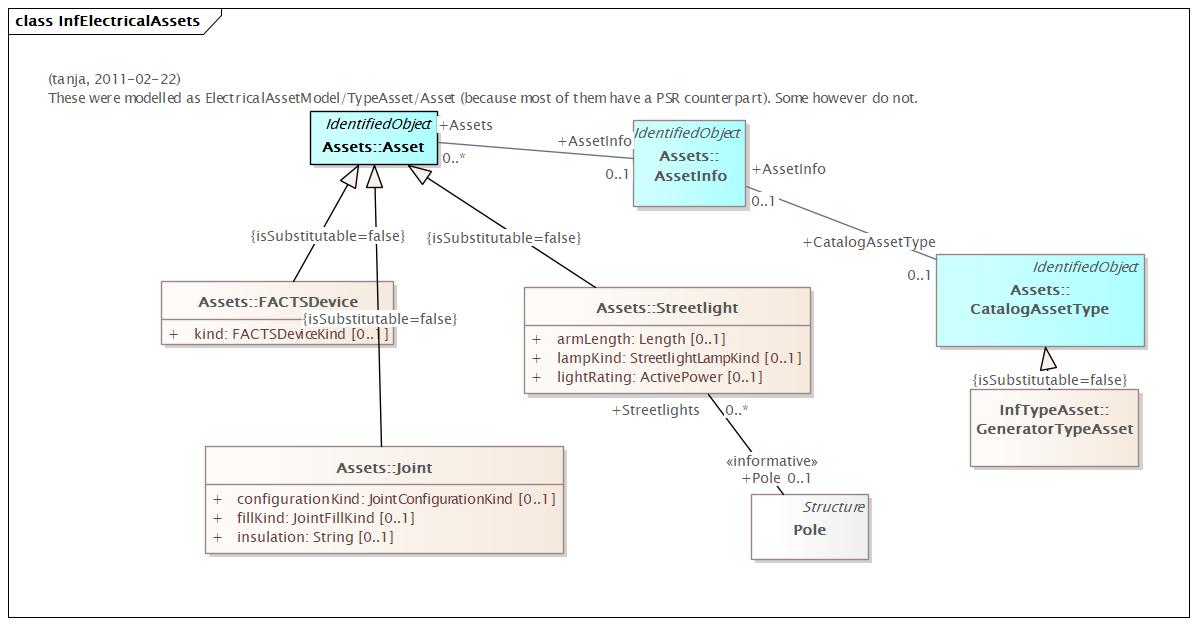 class InfElectricalAssets
(tanja, 2011-02-22)
These were modelled as ElectricalAssetModel/TypeAsset/Asset (because most of them have a PSR counterpart). Some however do not.
IdentifiedObject
Assets::Asset
+Assets
0..*
+AssetInfo
0..1
IdentifiedObject
Assets::
AssetInfo
+AssetInfo
0..1
+CatalogAssetType
0..1
IdentifiedObject
Assets::
CatalogAssetType
{isSubstitutable=false}
{isSubstitutable=false}
{isSubstitutable=false}
{isSubstitutable=false}
Assets::FACTSDevice
+ kind: FACTSDeviceKind [0..1]
Assets::Streetlight
+ armLength: Length [0..1]
+ lampKind: StreetlightLampKind [0..1]
+ lightRating: ActivePower [0..1]
InfTypeAsset::
GeneratorTypeAsset
+Streetlights
0..*
«informative»
+Pole 0..1
Structure
Pole
Assets::Joint
+ configurationKind: JointConfigurationKind [0..1]
+ fillKind: JointFillKind [0..1]
+ insulation: String [0..1]